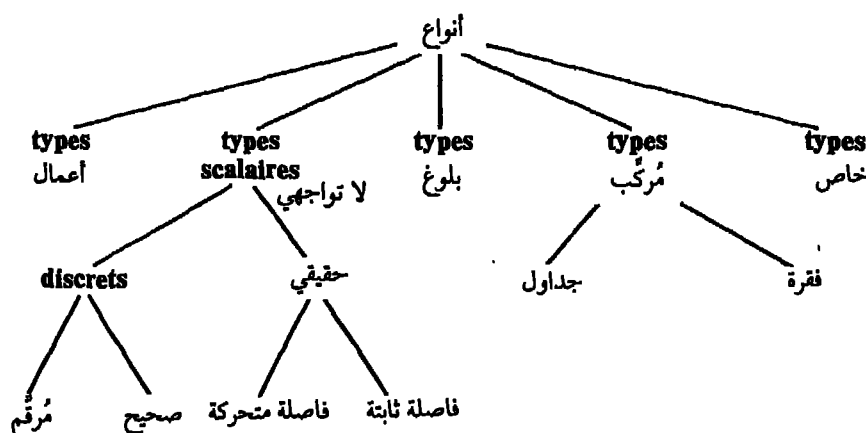 أنواع
types types types types types
أعمال scalaires بلوغ مُركَّب خاص
لا تواجهي
discrets حقيقي جداول فقرة
مُرقَّم صحيح فاصلة متحركة فاصلة ثابتة